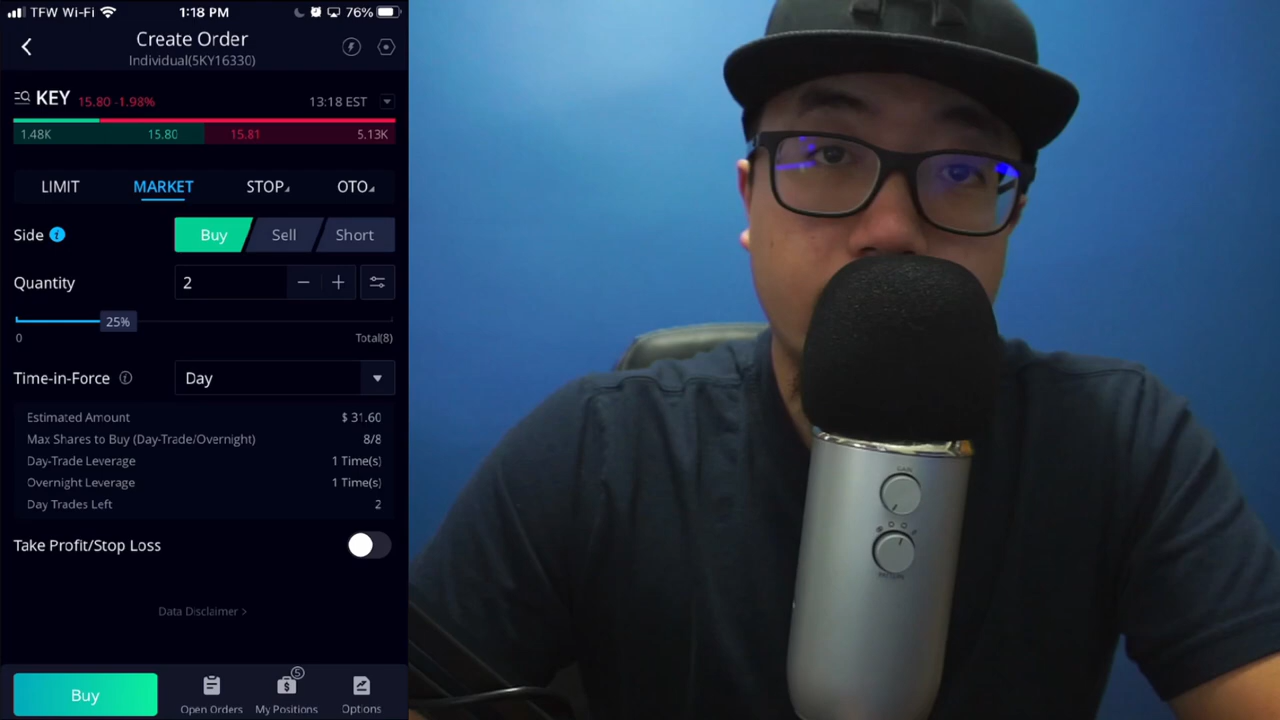 TFW Wi-Fi 1:18 PM 76%
Create Order
Individual(5KY16330)
KEY 15.80 -1.98% 13:18 EST
1.48K 15.80 15.81 5.13K
LIMIT MARKET STOP OTO
Side Buy Sell Short
Quantity 2
25%
0 Total(8)
Time-in-Force Day
Estimated Amount $ 31.60
Max Shares to Buy (Day-Trade/Overnight) 8/8
Day-Trade Leverage 1 Time(s)
Overnight Leverage 1 Time(s)
Day Trades Left 2
Take Profit/Stop Loss
Data Disclaimer >
Buy
5
Open Orders My Positions Options
GAIN
PATTERN